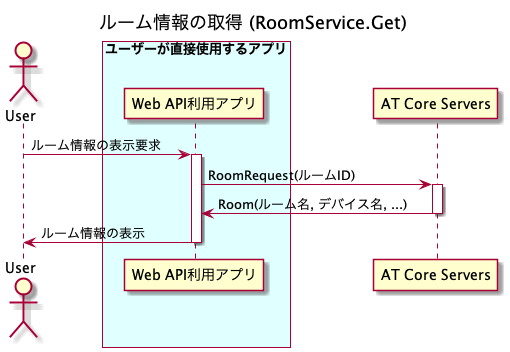 ルーム情報の取得 (RoomService.Get)
ユーザーが直接使用するアプリ
User
Web API利用アプリ
AT Core Servers
ルーム情報の表示要求
RoomRequest(ルームID)
Room(ルーム名, デバイス名, ...)
ルーム情報の表示
User
Web API利用アプリ
AT Core Servers